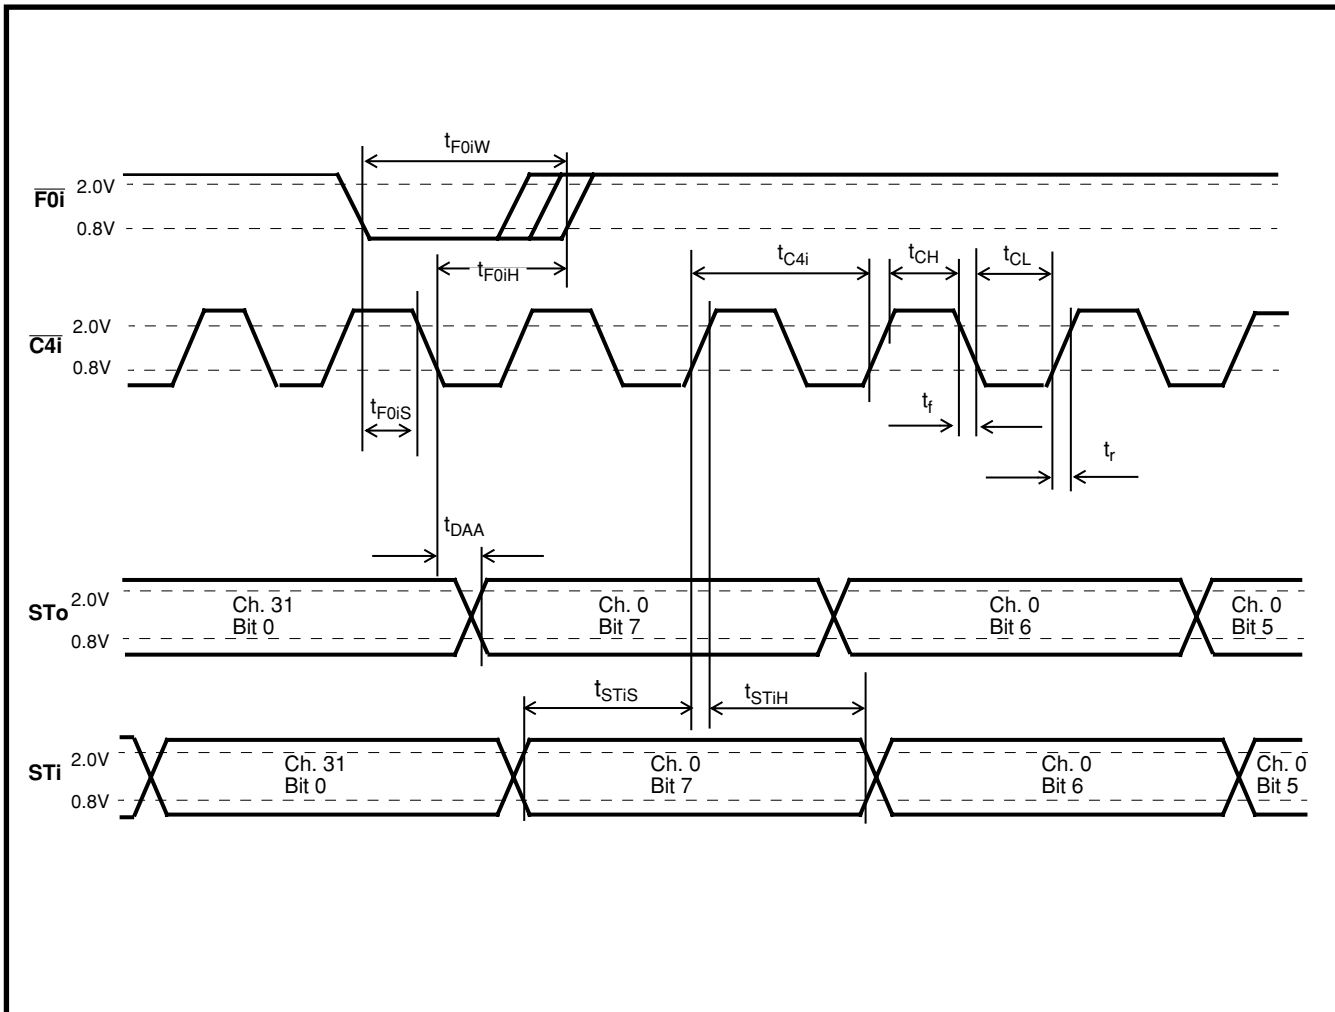 tF0iW
F0i
2.0V
0.8V
tF0iH
tC4i
tCH
tCL
C4i
2.0V
0.8V
tF0iS
tf
tr
tDAA
STo
2.0V
0.8V
Ch. 31
Bit 0
Ch. 0
Bit 7
Ch. 0
Bit 6
Ch. 0
Bit 5
tSTiS
tSTiH
STi
2.0V
0.8V
Ch. 31
Bit 0
Ch. 0
Bit 7
Ch. 0
Bit 6
Ch. 0
Bit 5